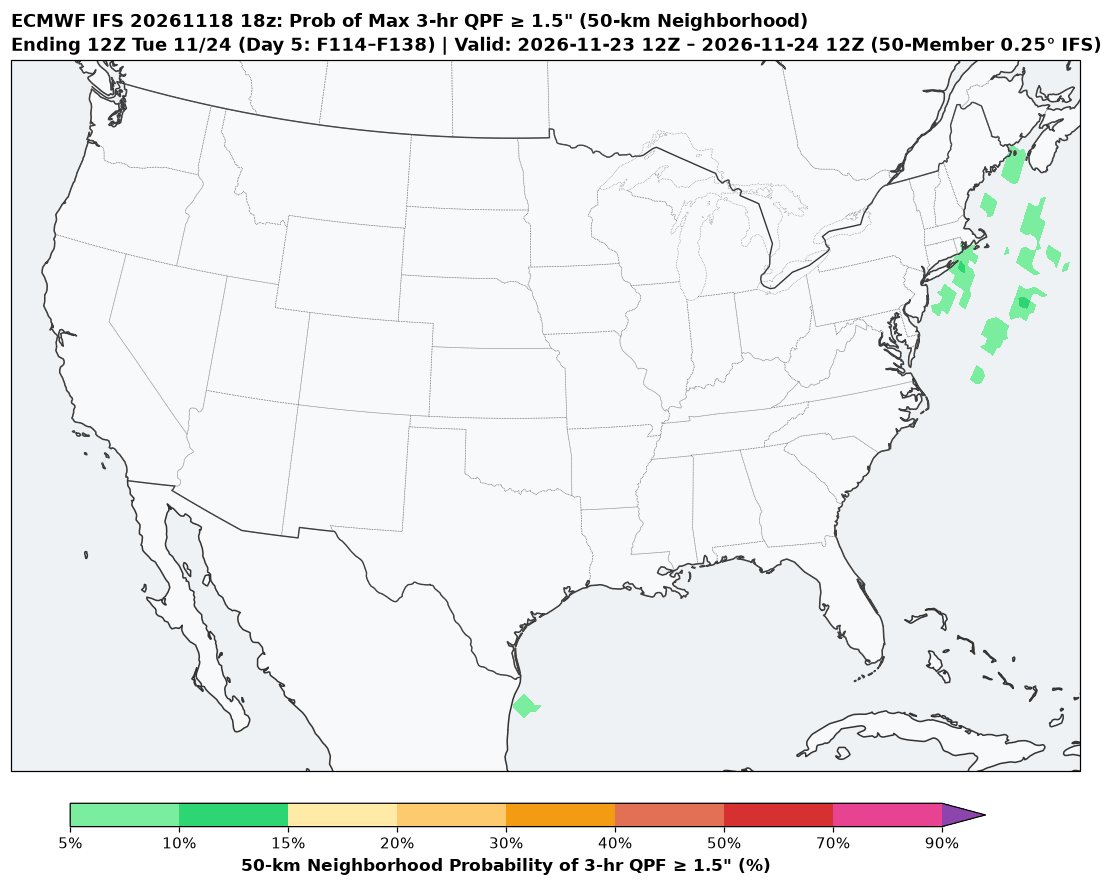 ECMWF IFS 20261118 18z: Prob of Max 3-hr QPF ≥ 1.5" (50-km Neighborhood)
Ending 12Z Tue 11/24 (Day 5: F114–F138) | Valid: 2026-11-23 12Z – 2026-11-24 12Z (50-Member 0.25° IFS)
5% 10% 15% 20% 30% 40% 50% 70% 90%
50-km Neighborhood Probability of 3-hr QPF ≥ 1.5" (%)